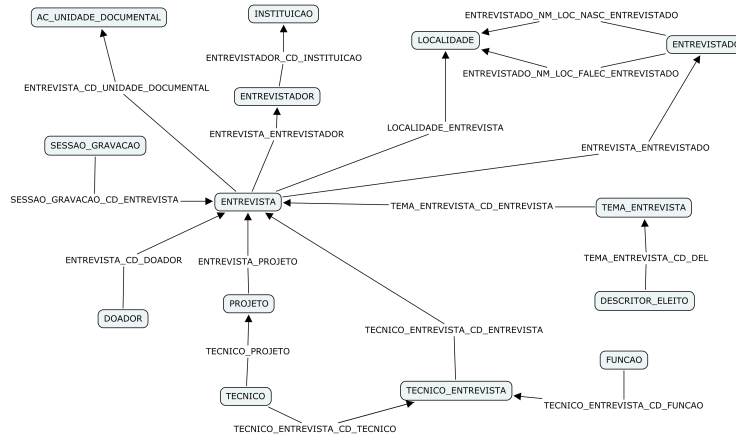 AC_UNIDADE_DOCUMENTAL
INSTITUICAO
ENTREVISTADO_NM_LOC_NASC_ENTREVISTADO
LOCALIDADE
ENTREVISTADO
ENTREVISTADOR_CD_INSTITUICAO
ENTREVISTADO_NM_LOC_FALEC_ENTREVISTADO
ENTREVISTA_CD_UNIDADE_DOCUMENTAL
ENTREVISTADOR
LOCALIDADE_ENTREVISTA
ENTREVISTA_ENTREVISTADOR
SESSAO_GRAVACAO
ENTREVISTA_ENTREVISTADO
SESSAO_GRAVACAO_CD_ENTREVISTA
ENTREVISTA
TEMA_ENTREVISTA_CD_ENTREVISTA
TEMA_ENTREVISTA
ENTREVISTA_CD_DOADOR
ENTREVISTA_PROJETO
TEMA_ENTREVISTA_CD_DEL
DOADOR
PROJETO
DESCRITOR_ELEITO
TECNICO_ENTREVISTA_CD_ENTREVISTA
TECNICO_PROJETO
FUNCAO
TECNICO
TECNICO_ENTREVISTA
TECNICO_ENTREVISTA_CD_FUNCAO
TECNICO_ENTREVISTA_CD_TECNICO